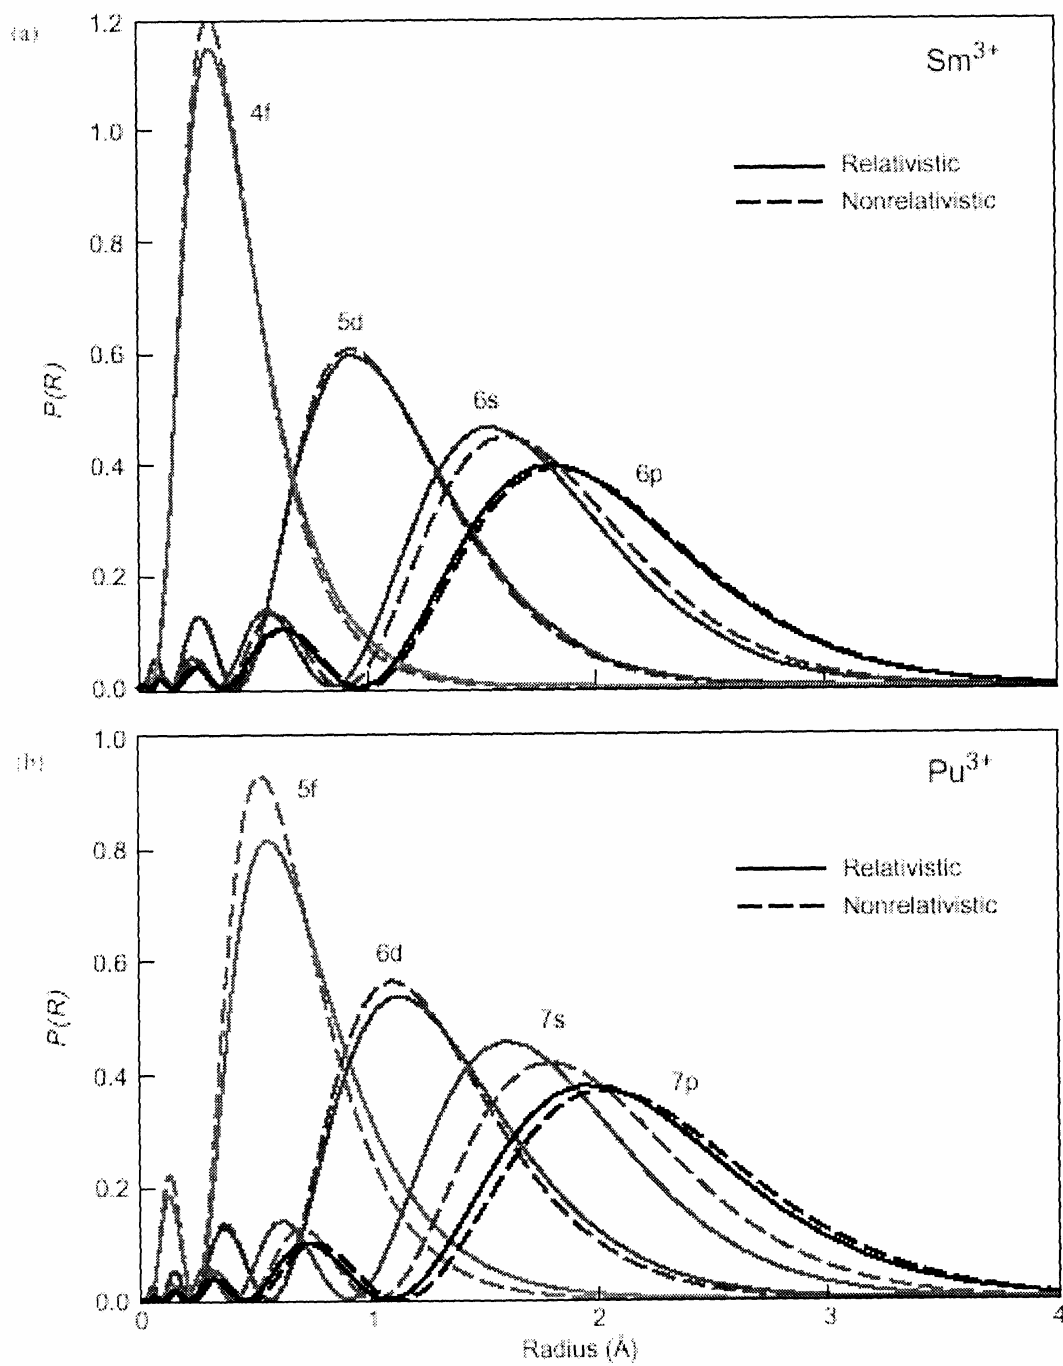 (a)
Sm3+
1.2
1.0
0.8
0.6
0.4
0.2
0.0
P(R)
4f
5d
6s
6p
Relativistic
Nonrelativistic
(b)
Pu3+
1.0
0.8
0.6
0.4
0.2
0.0
P(R)
5f
6d
7s
7p
Relativistic
Nonrelativistic
0 1 2 3 4
Radius (Å)